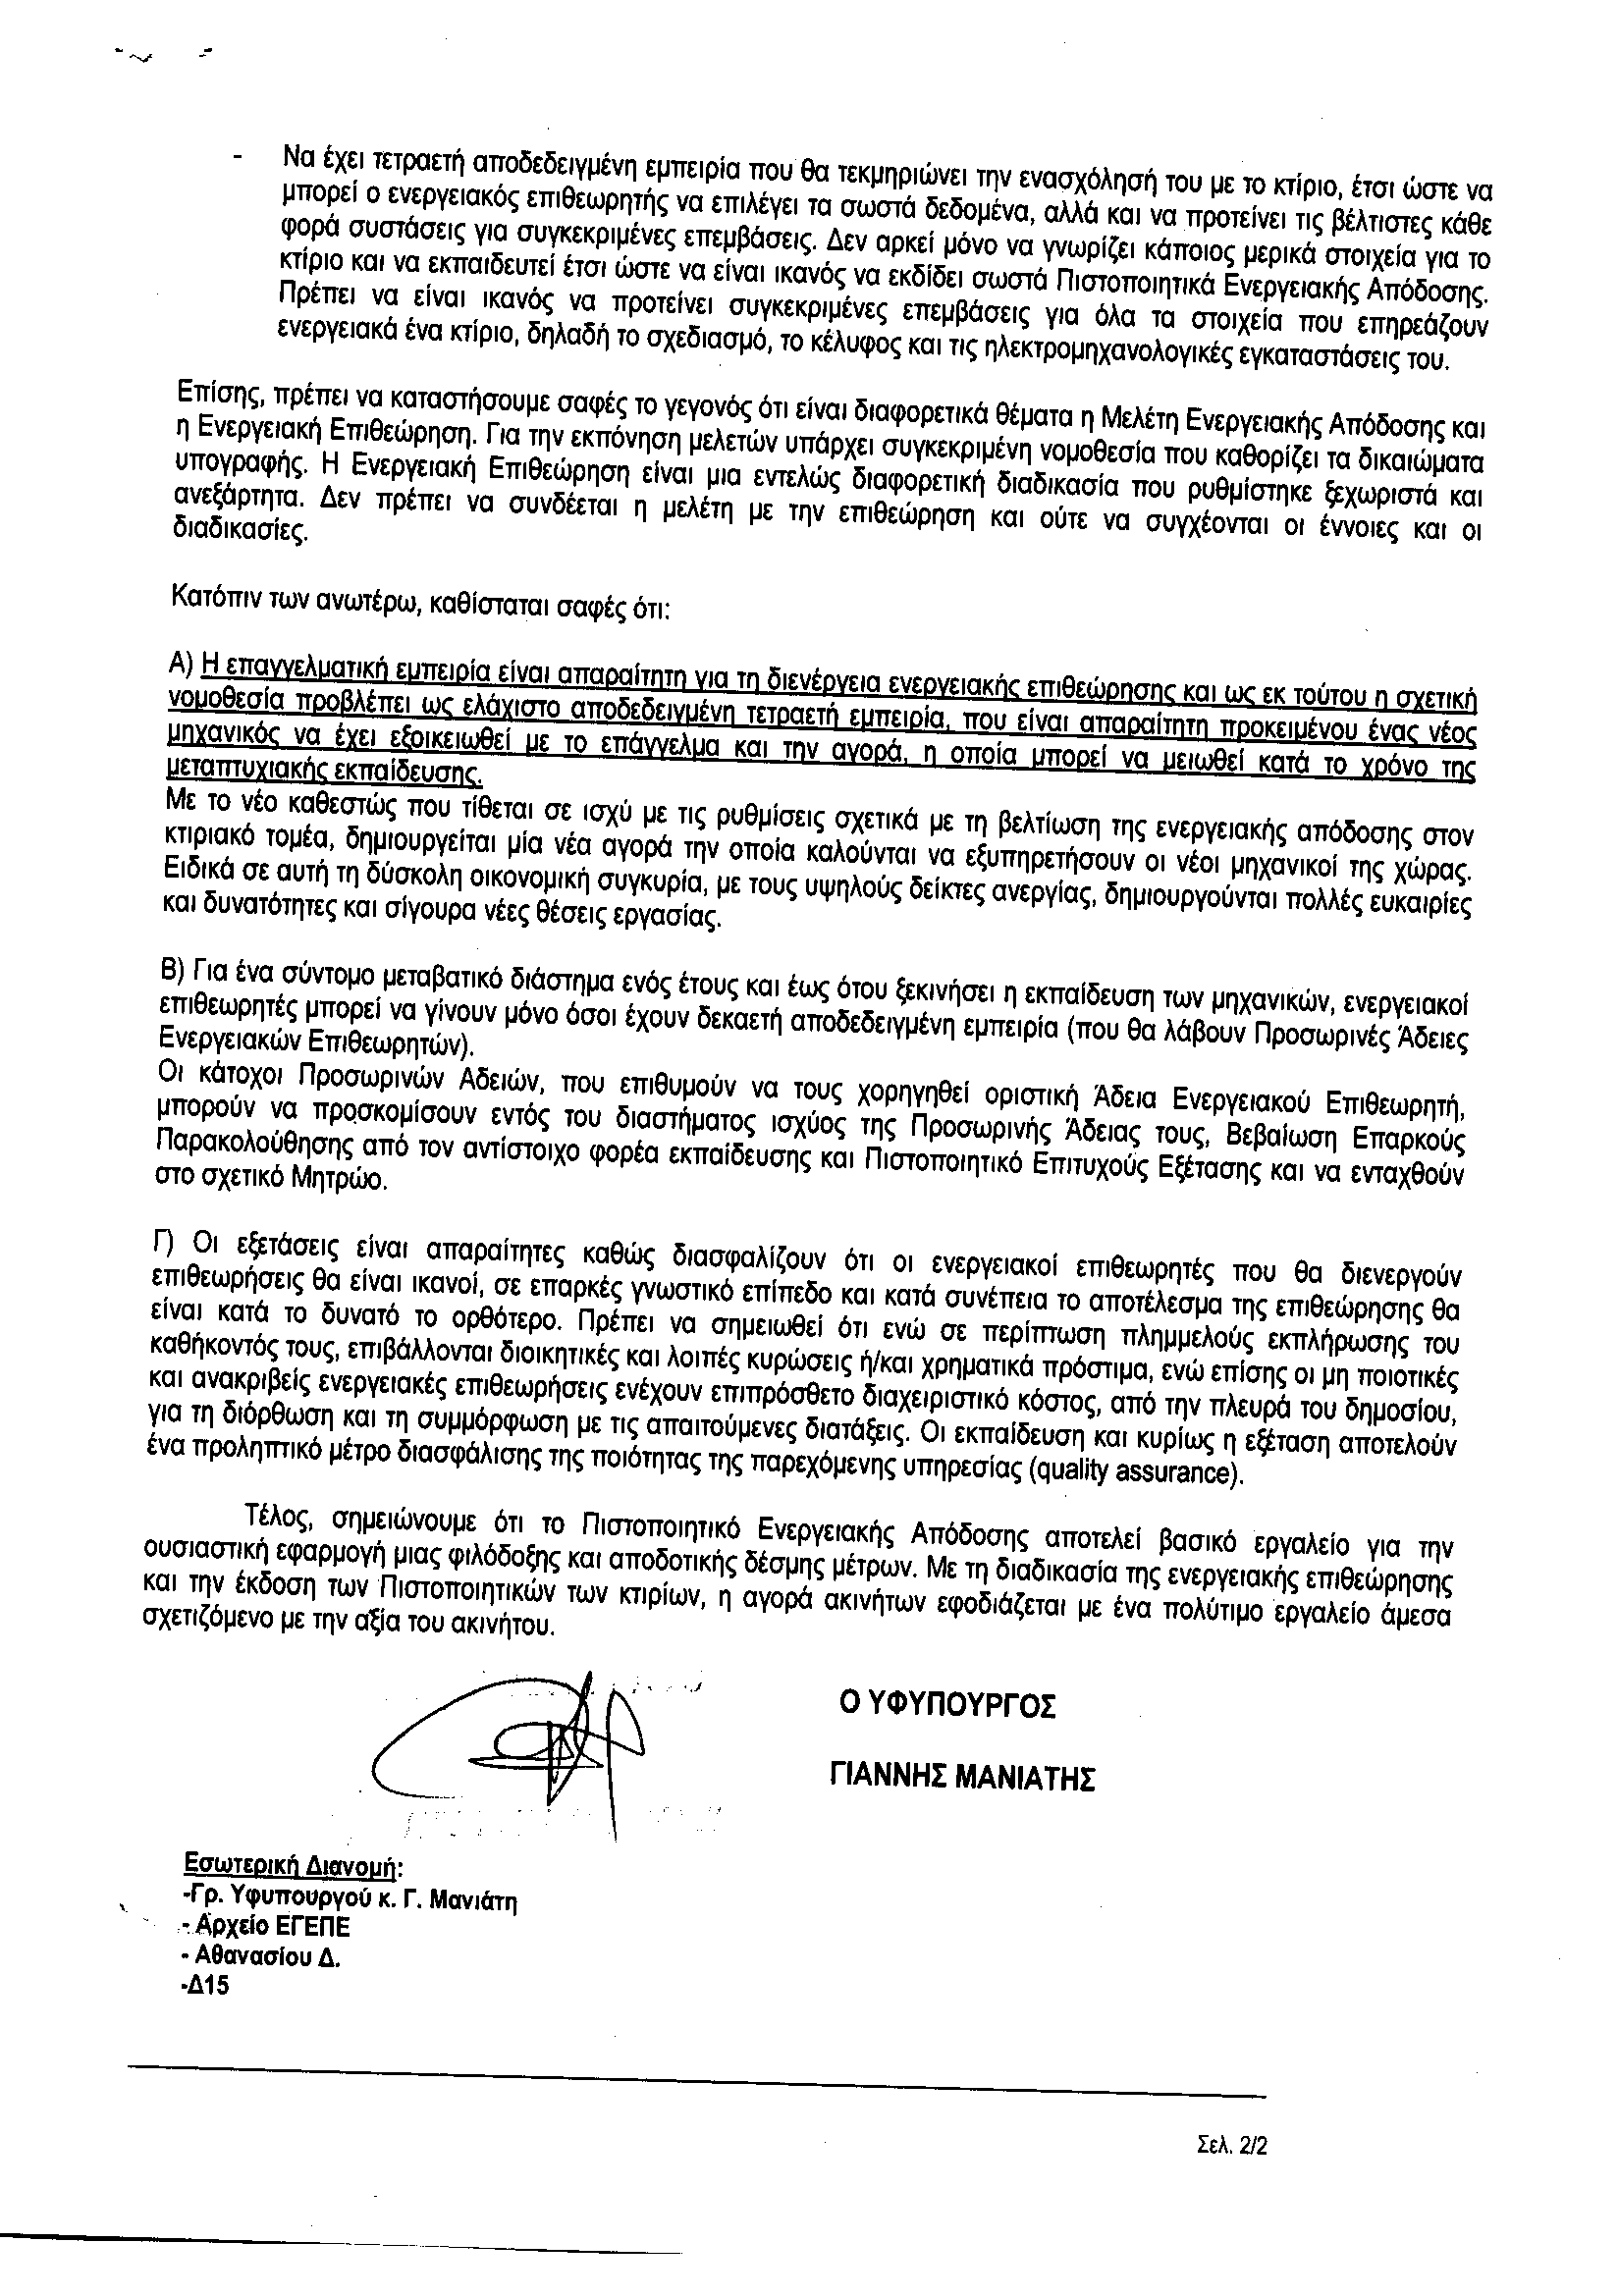 - Να έχει τετραετή αποδεδειγμένη εμπειρία που θα τεκμηριώνει την ενασχόλησή του με το κτίριο, έτσι ώστε να
μπορεί ο ενεργειακός επιθεωρητής να επιλέγει τα σωστά δεδομένα, αλλά και να προτείνει τις βέλτιστες κάθε
φορά συστάσεις για συγκεκριμένες επεμβάσεις. Δεν αρκεί μόνο να γνωρίζει κάποιος μερικά στοιχεία για το
κτίριο και να εκπαιδευτεί έτσι ώστε να είναι ικανός να εκδίδει σωστά Πιστοποιητικά Ενεργειακής Απόδοσης.
Πρέπει να είναι ικανός να προτείνει συγκεκριμένες επεμβάσεις για όλα τα στοιχεία που επηρεάζουν
ενεργειακά ένα κτίριο, δηλαδή το σχεδιασμό, το κέλυφος και τις ηλεκτρομηχανολογικές εγκαταστάσεις του.
Επίσης, πρέπει να καταστήσουμε σαφές το γεγονός ότι είναι διαφορετικά θέματα η Μελέτη Ενεργειακής Απόδοσης και
η Ενεργειακή Επιθεώρηση. Για την εκπόνηση μελετών υπάρχει συγκεκριμένη νομοθεσία που καθορίζει τα δικαιώματα
υπογραφής. Η Ενεργειακή Επιθεώρηση είναι μια εντελώς διαφορετική διαδικασία που ρυθμίστηκε ξεχωριστά και
ανεξάρτητα. Δεν πρέπει να συνδέεται η μελέτη με την επιθεώρηση και ούτε να συγχέονται οι έννοιες και οι
διαδικασίες.
Κατόπιν των ανωτέρω, καθίσταται σαφές ότι:
Α) Η επαγγελματική εμπειρία είναι απαραίτητη για τη διενέργεια ενεργειακής επιθεώρησης και ως εκ τούτου η σχετική
νομοθεσία προβλέπει ως ελάχιστο αποδεδειγμένη τετραετή εμπειρία, που είναι απαραίτητη προκειμένου ένας νέος
μηχανικός να έχει εξοικειωθεί με το επάγγελμα και την αγορά, η οποία μπορεί να μειωθεί κατά το χρόνο της
μεταπτυχιακής εκπαίδευσης.
Με το νέο καθεστώς που τίθεται σε ισχύ με τις ρυθμίσεις σχετικά με τη βελτίωση της ενεργειακής απόδοσης στον
κτιριακό τομέα, δημιουργείται μία νέα αγορά την οποία καλούνται να εξυπηρετήσουν οι νέοι μηχανικοί της χώρας.
Ειδικά σε αυτή τη δύσκολη οικονομική συγκυρία, με τους υψηλούς δείκτες ανεργίας, δημιουργούνται πολλές ευκαιρίες
και δυνατότητες και σίγουρα νέες θέσεις εργασίας.
Β) Για ένα σύντομο μεταβατικό διάστημα ενός έτους και έως ότου ξεκινήσει η εκπαίδευση των μηχανικών, ενεργειακοί
επιθεωρητές μπορεί να γίνουν μόνο όσοι έχουν δεκαετή αποδεδειγμένη εμπειρία (που θα λάβουν Προσωρινές Άδειες
Ενεργειακών Επιθεωρητών).
Οι κάτοχοι Προσωρινών Αδειών, που επιθυμούν να τους χορηγηθεί οριστική Άδεια Ενεργειακού Επιθεωρητή,
μπορούν να προσκομίσουν εντός του διαστήματος ισχύος της Προσωρινής Άδειας τους, Βεβαίωση Επαρκούς
Παρακολούθησης από τον αντίστοιχο φορέα εκπαίδευσης και Πιστοποιητικό Επιτυχούς Εξέτασης και να ενταχθούν
στο σχετικό Μητρώο.
Γ) Οι εξετάσεις είναι απαραίτητες καθώς διασφαλίζουν ότι οι ενεργειακοί επιθεωρητές που θα διενεργούν
επιθεωρήσεις θα είναι ικανοί, σε επαρκές γνωστικό επίπεδο και κατά συνέπεια το αποτέλεσμα της επιθεώρησης θα
είναι κατά το δυνατό το ορθότερο. Πρέπει να σημειωθεί ότι ενώ σε περίπτωση πλημμελούς εκπλήρωσης του
καθήκοντός τους, επιβάλλονται διοικητικές και λοιπές κυρώσεις ή/και χρηματικά πρόστιμα, ενώ επίσης οι μη ποιοτικές
και ανακριβείς ενεργειακές επιθεωρήσεις ενέχουν επιπρόσθετο διαχειριστικό κόστος, από την πλευρά του δημοσίου,
για τη διόρθωση και τη συμμόρφωση με τις απαιτούμενες διατάξεις. Οι εκπαίδευση και κυρίως η εξέταση αποτελούν
ένα προληπτικό μέτρο διασφάλισης της ποιότητας της παρεχόμενης υπηρεσίας (quality assurance).
Τέλος, σημειώνουμε ότι το Πιστοποιητικό Ενεργειακής Απόδοσης αποτελεί βασικό εργαλείο για την
ουσιαστική εφαρμογή μιας φιλόδοξης και αποδοτικής δέσμης μέτρων. Με τη διαδικασία της ενεργειακής επιθεώρησης
και την έκδοση των Πιστοποιητικών των κτιρίων, η αγορά ακινήτων εφοδιάζεται με ένα πολύτιμο εργαλείο άμεσα
σχετιζόμενο με την αξία του ακινήτου.
Ο ΥΦΥΠΟΥΡΓΟΣ
ΓΙΑΝΝΗΣ ΜΑΝΙΑΤΗΣ
Εσωτερική Διανομή:
-Γρ. Υφυπουργού κ. Γ. Μανιάτη
- Αρχείο ΕΓΕΠΕ
- Αθανασίου Δ.
-Δ15
Σελ. 2/2